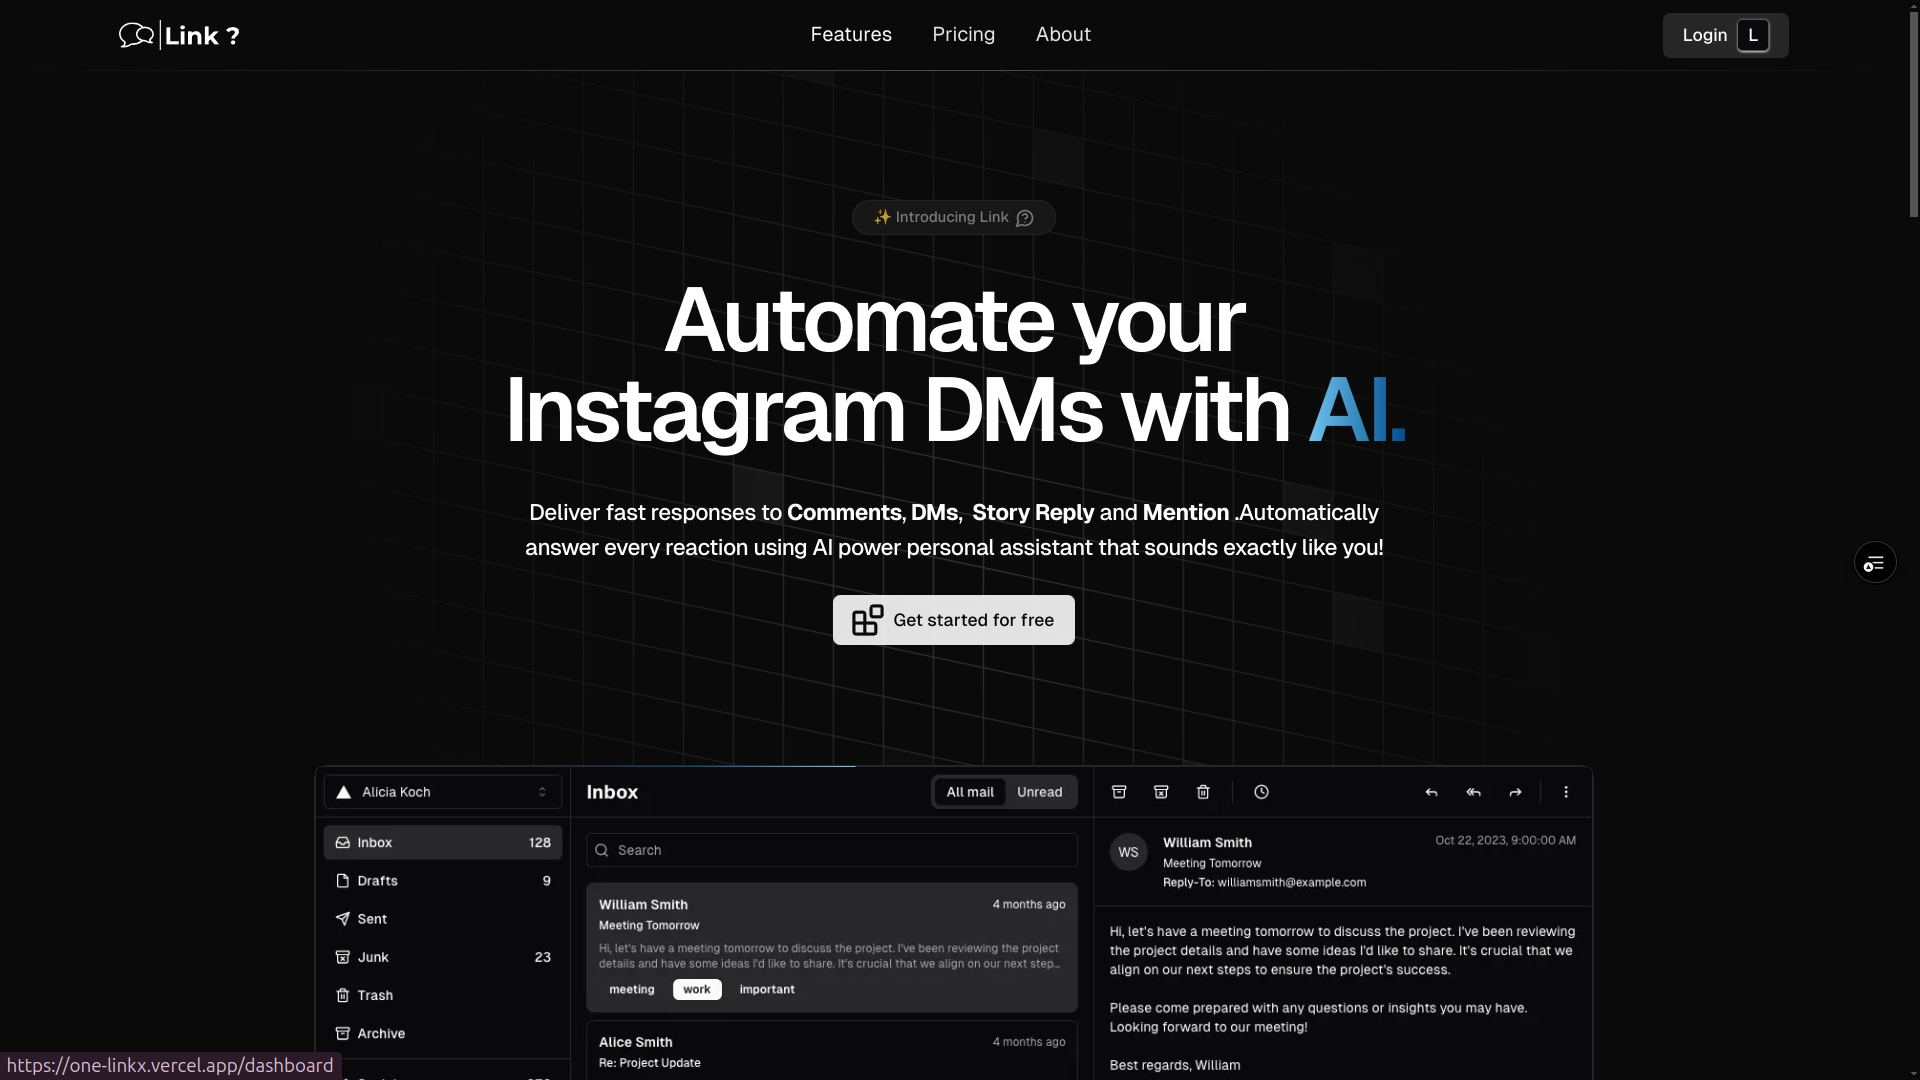 Link ?
Features
Pricing
About
Login L
✨ Introducing Link
Automate your
Instagram DMs with AI.
Deliver fast responses to Comments, DMs, Story Reply and Mention .Automatically
answer every reaction using AI power personal assistant that sounds exactly like you!
Get started for free
Alicia Koch
Inbox 128
Drafts 9
Sent
Junk 23
Trash
Archive
Inbox
All mail
Unread
Search
William Smith
4 months ago
Meeting Tomorrow
Hi, let's have a meeting tomorrow to discuss the project. I've been reviewing the project
details and have some ideas I'd like to share. It's crucial that we align on our next step...
meeting work important
Alice Smith
4 months ago
Re: Project Update
WS
William Smith
Oct 22, 2023, 9:00:00 AM
Meeting Tomorrow
Reply-To: williamsmith@example.com
Hi, let's have a meeting tomorrow to discuss the project. I've been reviewing
the project details and have some ideas I'd like to share. It's crucial that we
align on our next steps to ensure the project's success.
Please come prepared with any questions or insights you may have.
Looking forward to our meeting!
Best regards, William
https://one-linkx.vercel.app/dashboard